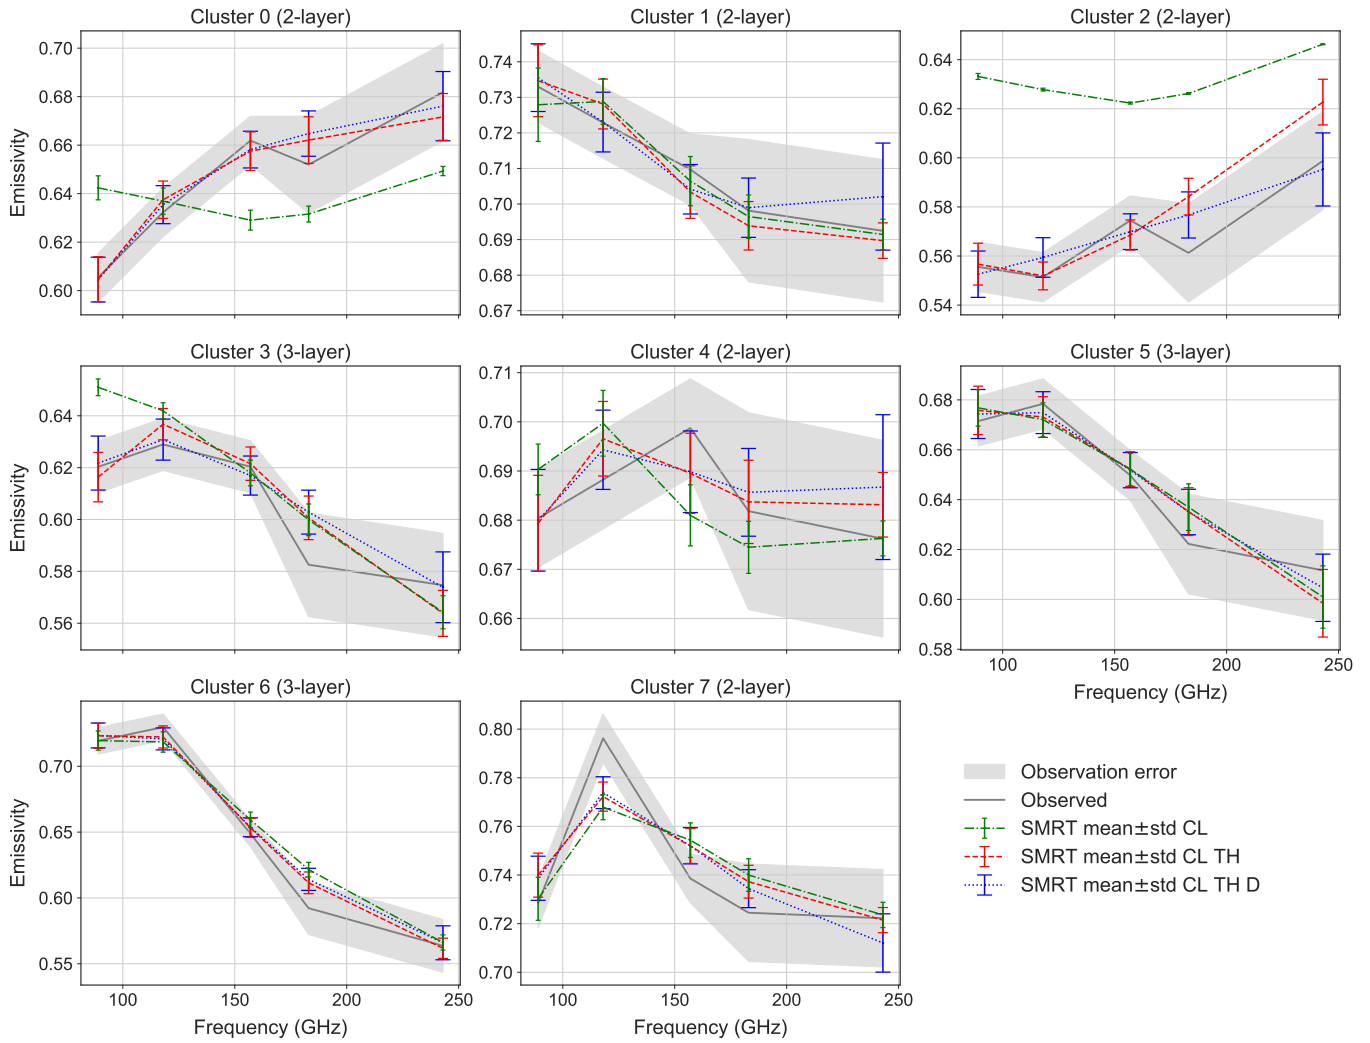 Cluster 0 (2-layer)
Cluster 1 (2-layer)
Cluster 2 (2-layer)
Emissivity
0.70
0.68
0.66
0.64
0.62
0.60
0.74
0.73
0.72
0.71
0.70
0.69
0.68
0.67
0.64
0.62
0.60
0.58
0.56
0.54
Cluster 3 (3-layer)
Cluster 4 (2-layer)
Cluster 5 (3-layer)
Emissivity
0.64
0.62
0.60
0.58
0.56
0.71
0.70
0.69
0.68
0.67
0.66
0.68
0.66
0.64
0.62
0.60
0.58
100 150 200 250
Frequency (GHz)
Cluster 6 (3-layer)
Cluster 7 (2-layer)
Emissivity
0.70
0.65
0.60
0.55
100 150 200 250
Frequency (GHz)
0.80
0.78
0.76
0.74
0.72
0.70
100 150 200 250
Frequency (GHz)
Observation error
Observed
SMRT mean±std CL
SMRT mean±std CL TH
SMRT mean±std CL TH D